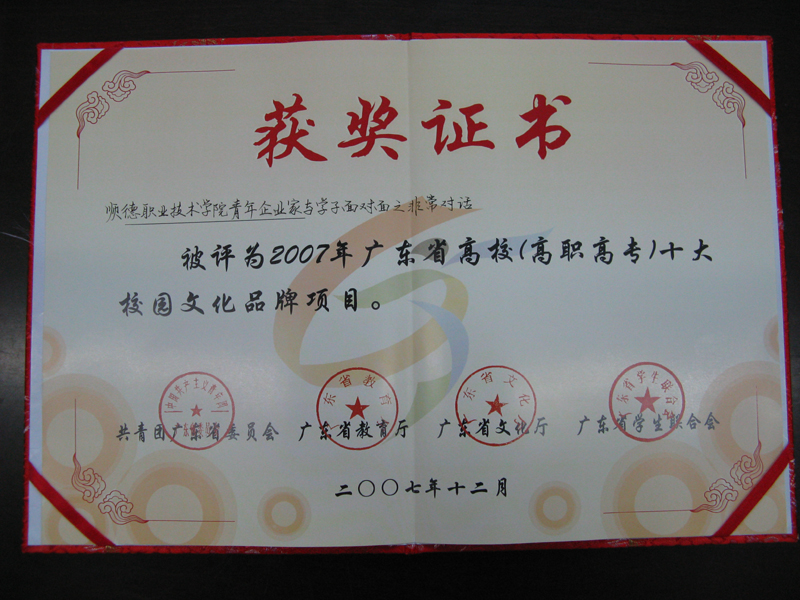 获奖证书
顺德职业技术学院青年企业家与学子面对面之非常对话
被评为2007年广东省高校(高职高专)十大
校园文化品牌项目。
共青团广东省委员会 广东省教育厅 广东省文化厅 广东省学生联合会
二〇〇七年十二月